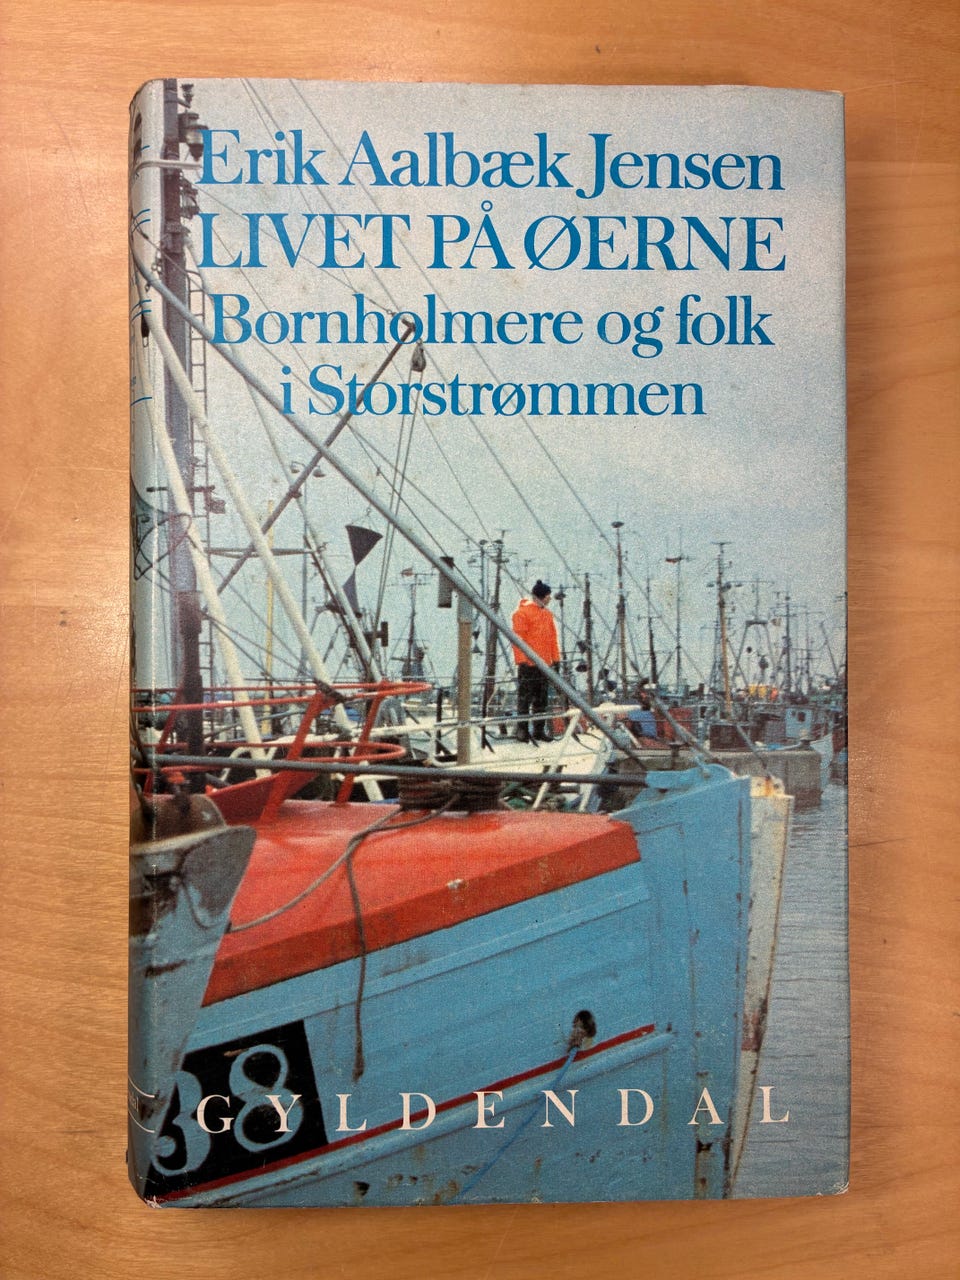 Erik Aalbæk Jensen
LIVET PÅ ØERNE
Bornholmere og folk
i Storstrømmen
38
GYLDENDAL